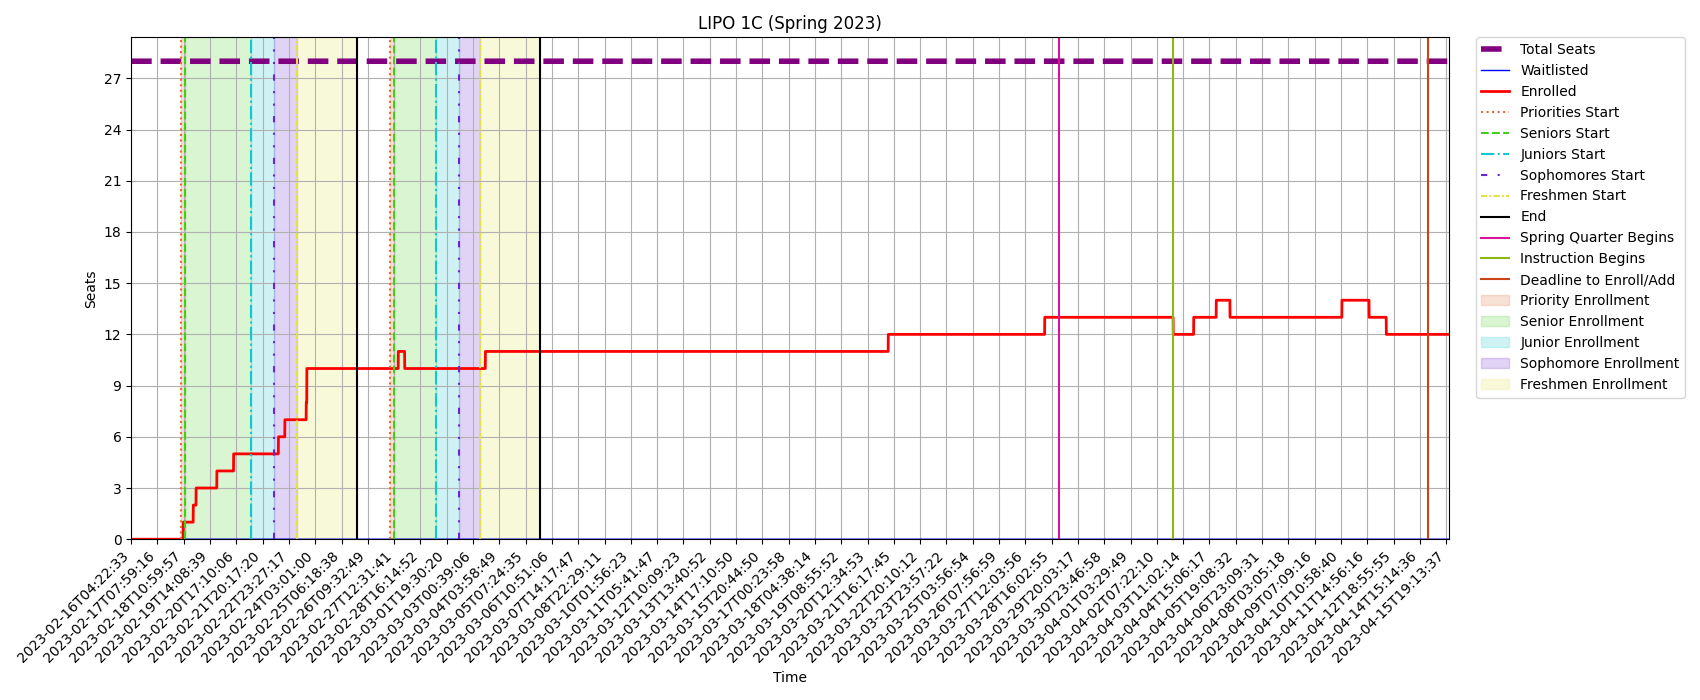 LIPO 1C (Spring 2023)
Seats
27
24
21
18
15
12
9
6
3
0
2023-02-16T04:22:33
2023-02-17T07:59:16
2023-02-18T10:59:57
2023-02-19T14:08:39
2023-02-20T17:10:06
2023-02-21T20:17:20
2023-02-22T23:27:17
2023-02-24T03:01:00
2023-02-25T06:18:38
2023-02-26T09:32:49
2023-02-27T12:31:41
2023-02-28T16:14:52
2023-03-01T19:30:20
2023-03-03T00:39:06
2023-03-04T03:58:49
2023-03-05T07:24:35
2023-03-06T10:51:06
2023-03-07T14:17:47
2023-03-08T22:29:11
2023-03-10T01:56:23
2023-03-11T05:41:47
2023-03-12T10:09:23
2023-03-13T13:40:52
2023-03-14T17:10:50
2023-03-15T20:44:50
2023-03-17T00:23:58
2023-03-18T04:38:14
2023-03-19T08:55:52
2023-03-20T12:34:53
2023-03-21T16:17:45
2023-03-22T20:10:12
2023-03-23T23:57:22
2023-03-25T03:56:54
2023-03-26T07:56:59
2023-03-27T12:03:56
2023-03-28T16:02:55
2023-03-29T20:03:17
2023-03-30T23:46:58
2023-04-01T03:29:49
2023-04-02T07:22:10
2023-04-03T11:02:14
2023-04-04T15:06:17
2023-04-05T19:08:32
2023-04-06T23:09:31
2023-04-08T03:05:18
2023-04-09T07:09:16
2023-04-10T10:58:40
2023-04-11T14:56:16
2023-04-12T18:55:55
2023-04-14T15:14:36
2023-04-15T19:13:37
Time
Total Seats
Waitlisted
Enrolled
Priorities Start
Seniors Start
Juniors Start
Sophomores Start
Freshmen Start
End
Spring Quarter Begins
Instruction Begins
Deadline to Enroll/Add
Priority Enrollment
Senior Enrollment
Junior Enrollment
Sophomore Enrollment
Freshmen Enrollment